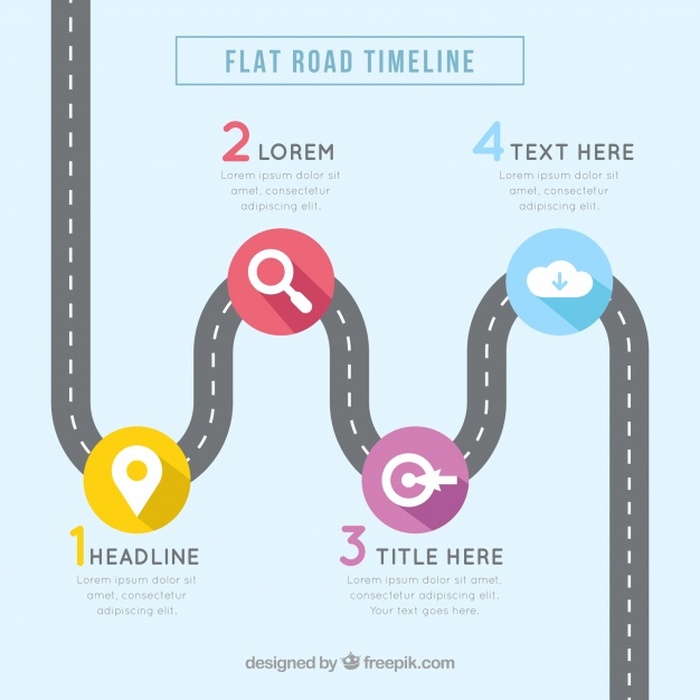 FLAT ROAD TIMELINE
2 LOREM
Lorem ipsum dolor sit
amet, consectetur
adipiscing elit.
4 TEXT HERE
Lorem ipsum dolor sit
amet, consectetur
adipiscing elit.
1 HEADLINE
Lorem ipsum dolor sit
amet, consectetur
adipiscing elit.
3 TITLE HERE
Lorem ipsum dolor sit amet,
consectetur adipiscing elit.
Your text goes here.
designed by freepik.com